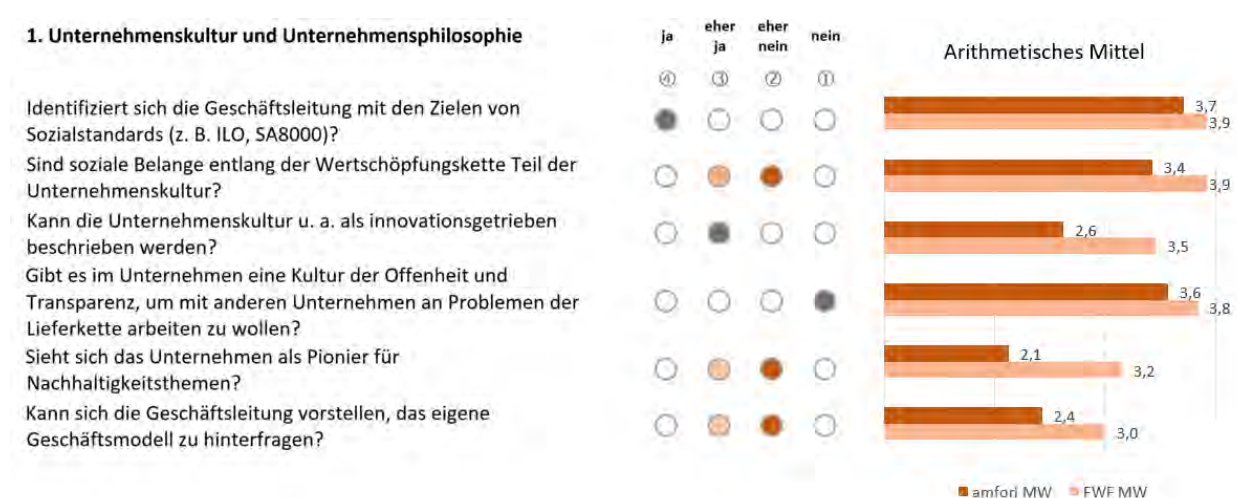 1. Unternehmenskultur und Unternehmensphilosophie
ja
eher ja
eher nein
nein
④ ③ ② ①
Arithmetisches Mittel
Identifiziert sich die Geschäftsleitung mit den Zielen von
Sozialstandards (z. B. ILO, SA8000)?
3,7
3,9
Sind soziale Belange entlang der Wertschöpfungskette Teil der
Unternehmenskultur?
3,4
3,9
Kann die Unternehmenskultur u. a. als innovationsgetrieben
beschrieben werden?
2,6
3,5
Gibt es im Unternehmen eine Kultur der Offenheit und
Transparenz, um mit anderen Unternehmen an Problemen der
Lieferkette arbeiten zu wollen?
3,6
3,8
Sieht sich das Unternehmen als Pionier für
Nachhaltigkeitsthemen?
2,1
3,2
Kann sich die Geschäftsleitung vorstellen, das eigene
Geschäftsmodell zu hinterfragen?
2,4
3,0
amfori MW FWF MW